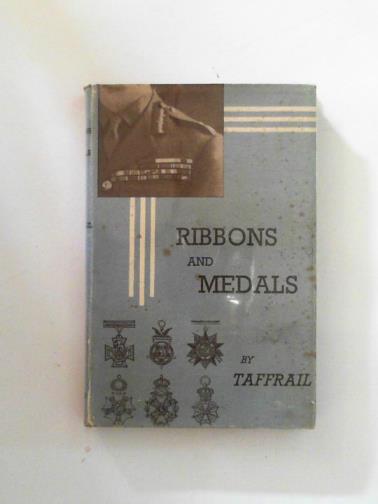 RIBBONS
AND
MEDALS
BY
TAFFRAIL